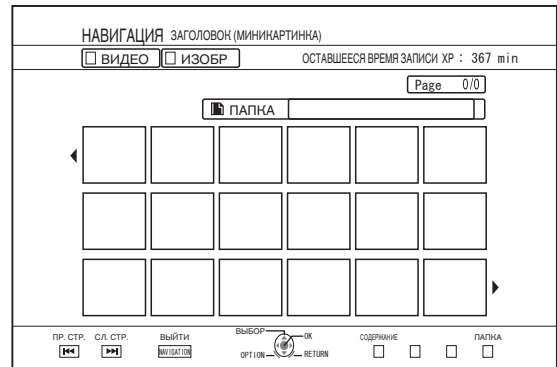 НАВИГАЦИЯ ЗАГОЛОВОК (МИНИКАРТИНКА)
ВИДЕО ИЗОБР ОСТАВШЕЕСЯ ВРЕМЯ ЗАПИСИ XP : 367 min
Page 0/0
ПАПКА
ПР. СТР. СЛ. СТР. ВЫЙТИ ВЫБОР OK СОДЕРЖАНИЕ ПАПКА
NAVIGATION OPTION RETURN